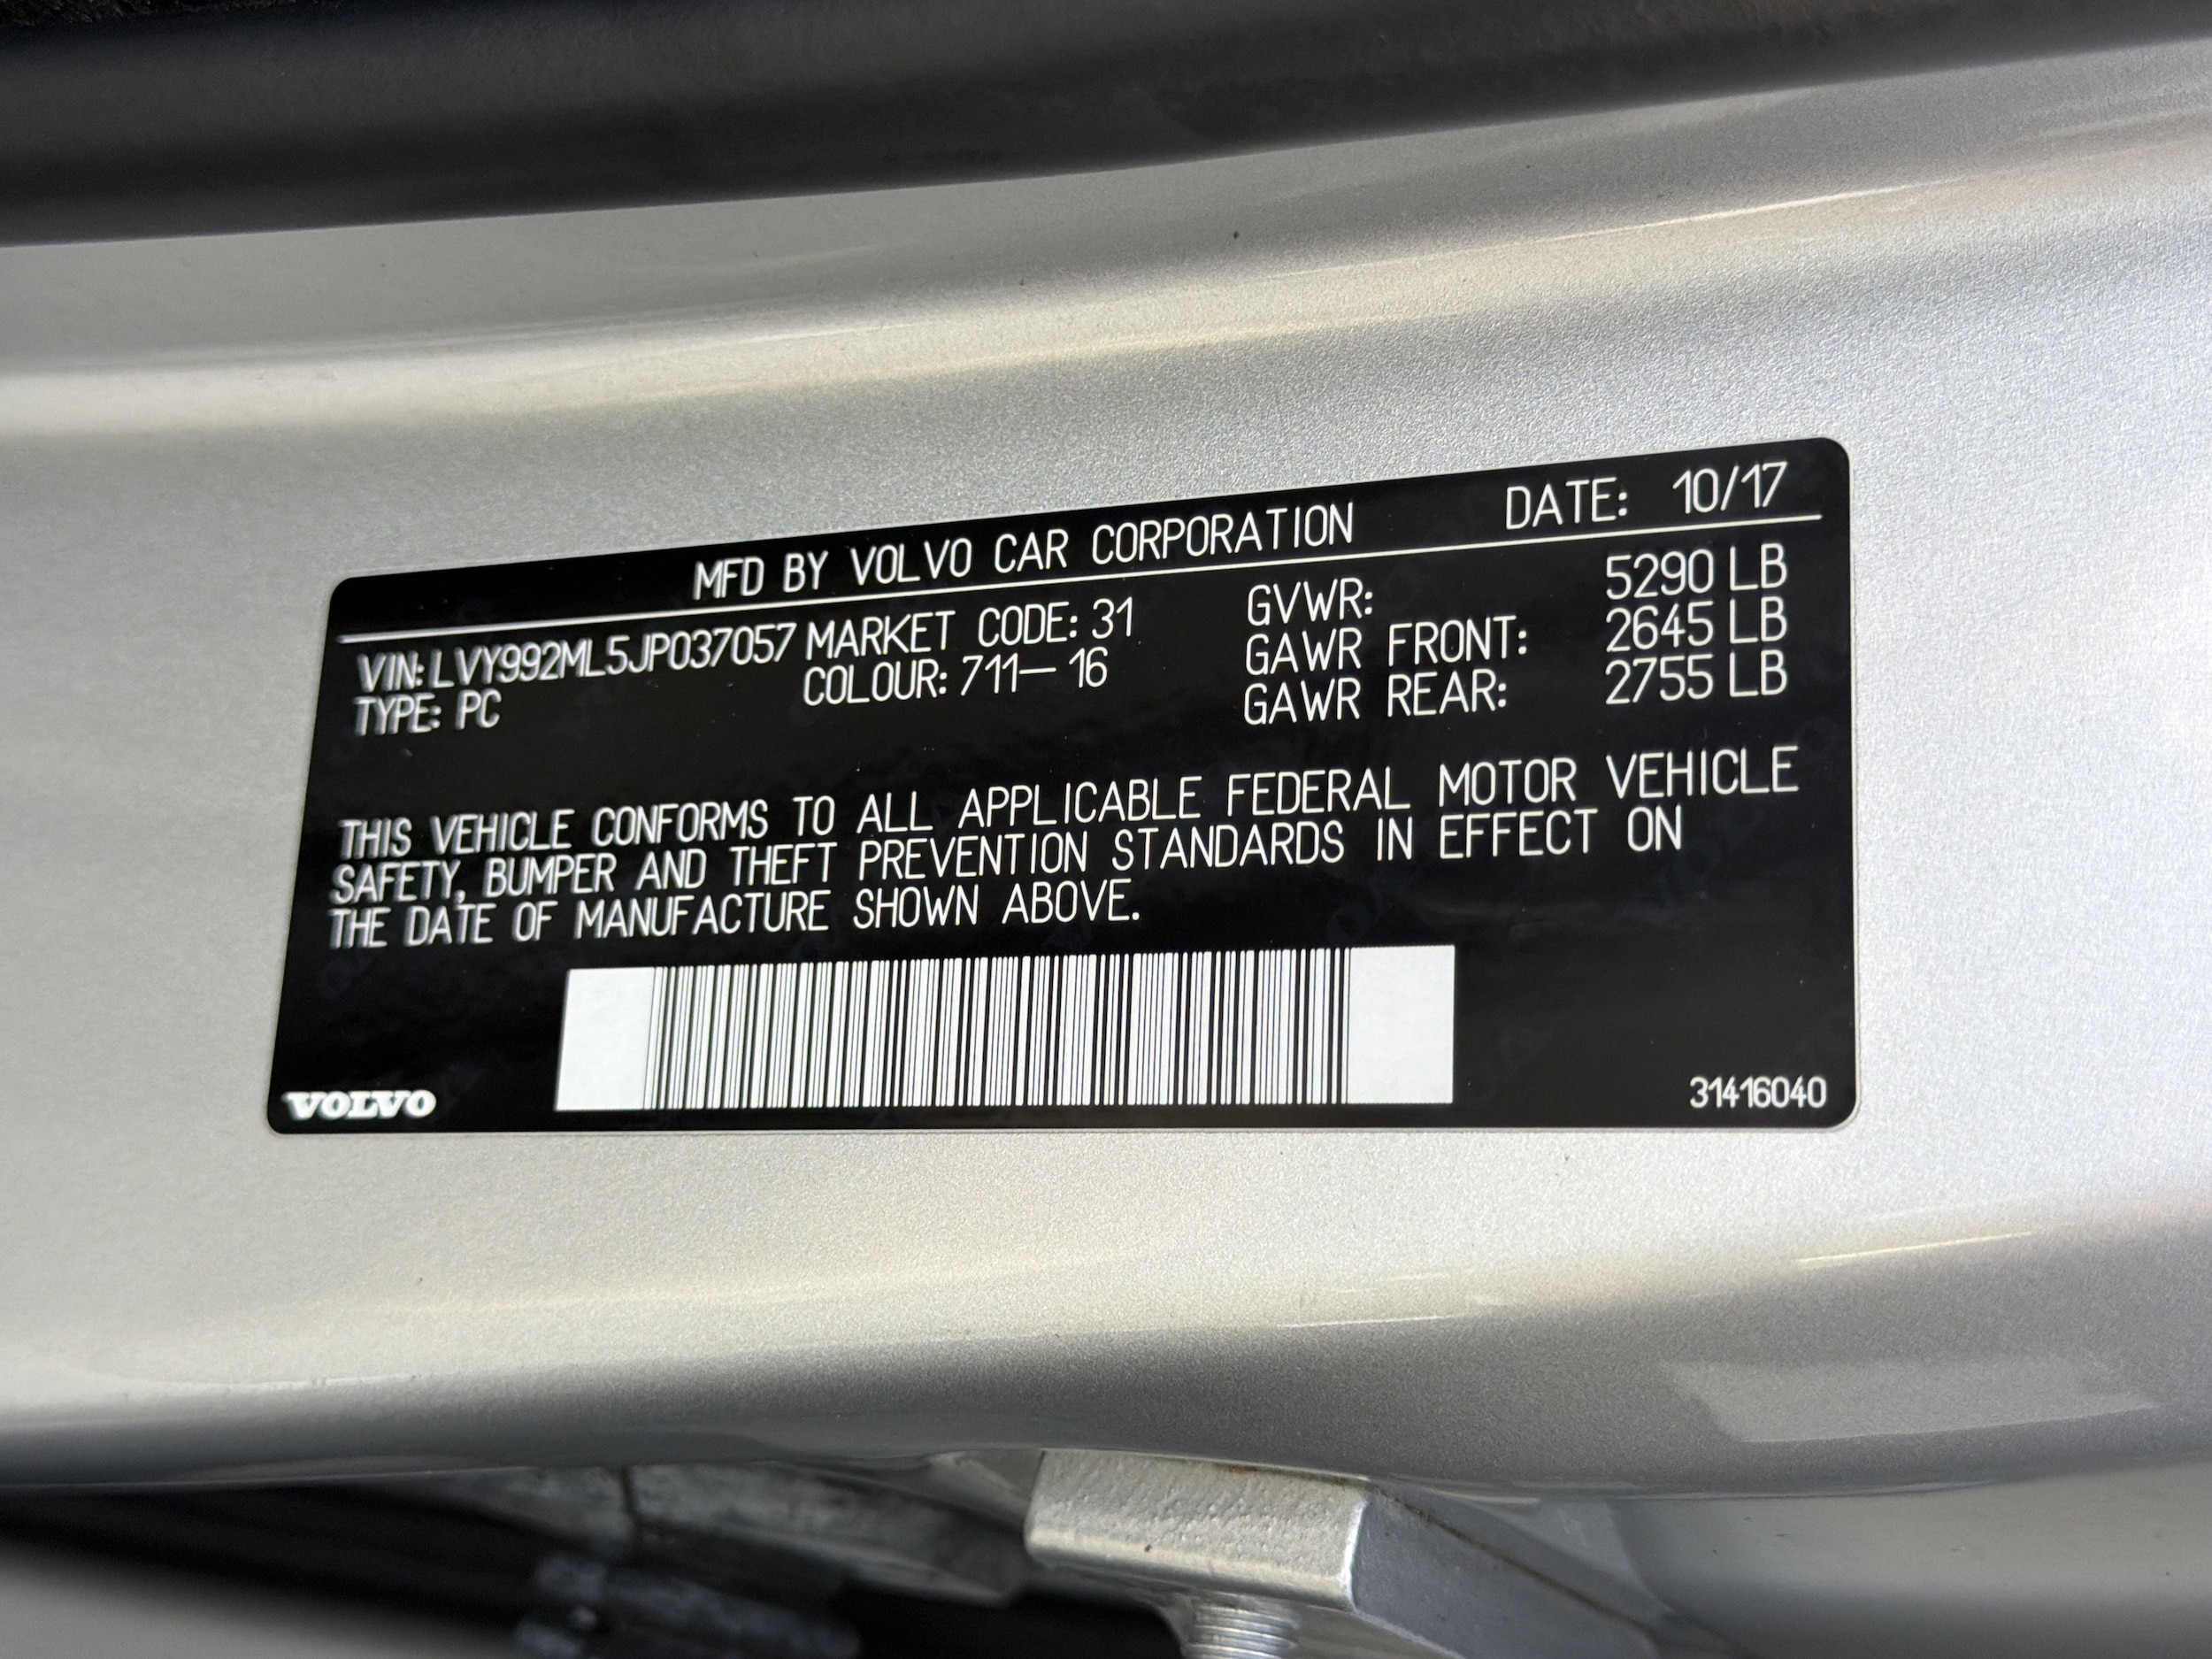 MFD BY VOLVO CAR CORPORATION DATE: 10/17
VIN: LVY992ML5JP037057 MARKET CODE: 31 GVWR: 5290 LB
TYPE: PC COLOUR: 711-16 GAWR FRONT: 2645 LB
GAWR REAR: 2755 LB
THIS VEHICLE CONFORMS TO ALL APPLICABLE FEDERAL MOTOR VEHICLE
SAFETY, BUMPER AND THEFT PREVENTION STANDARDS IN EFFECT ON
THE DATE OF MANUFACTURE SHOWN ABOVE.
VOLVO 31416040